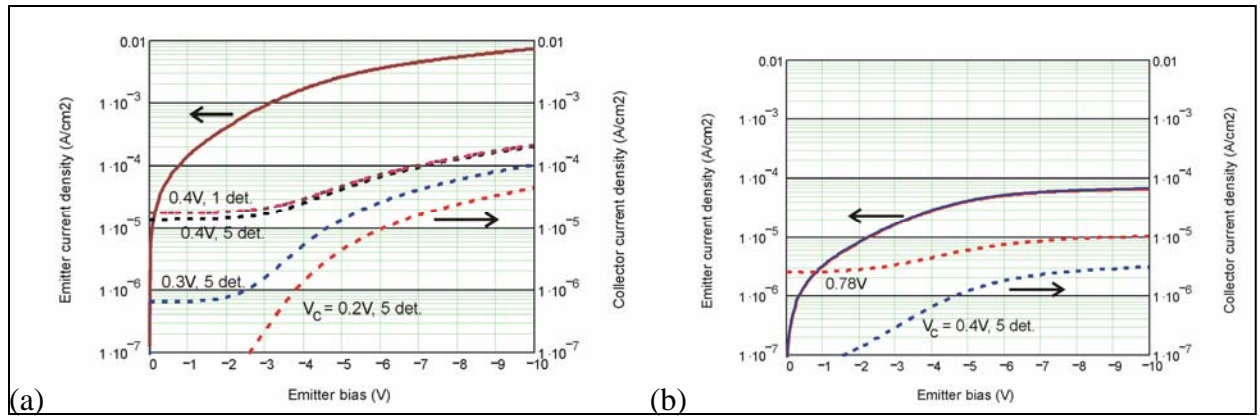 0.01
1·10⁻³
1·10⁻⁴
1·10⁻⁵
1·10⁻⁶
1·10⁻⁷
Emitter current density (A/cm2)
0.4V, 1 det.
0.4V, 5 det.
0.3V, 5 det.
V_C = 0.2V, 5 det.
0.01
1·10⁻³
1·10⁻⁴
1·10⁻⁵
1·10⁻⁶
1·10⁻⁷
Collector current density (A/cm2)
0 −1 −2 −3 −4 −5 −6 −7 −8 −9 −10
Emitter bias (V)
(a)
0.01
1·10⁻³
1·10⁻⁴
1·10⁻⁵
1·10⁻⁶
1·10⁻⁷
Emitter current density (A/cm2)
0.78V
V_C = 0.4V, 5 det.
0.01
1·10⁻³
1·10⁻⁴
1·10⁻⁵
1·10⁻⁶
1·10⁻⁷
Collector current density (A/cm2)
0 −1 −2 −3 −4 −5 −6 −7 −8 −9 −10
Emitter bias (V)
(b)